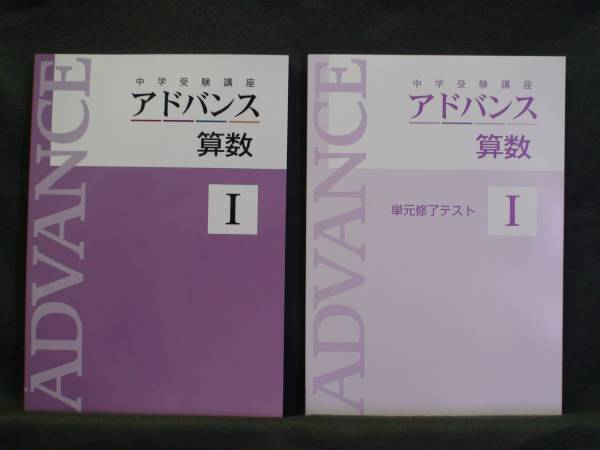 ADVANCE
中学受験講座
アドバンス
算数
I
ADVANCE
中学受験講座
アドバンス
算数
単元修了テスト I